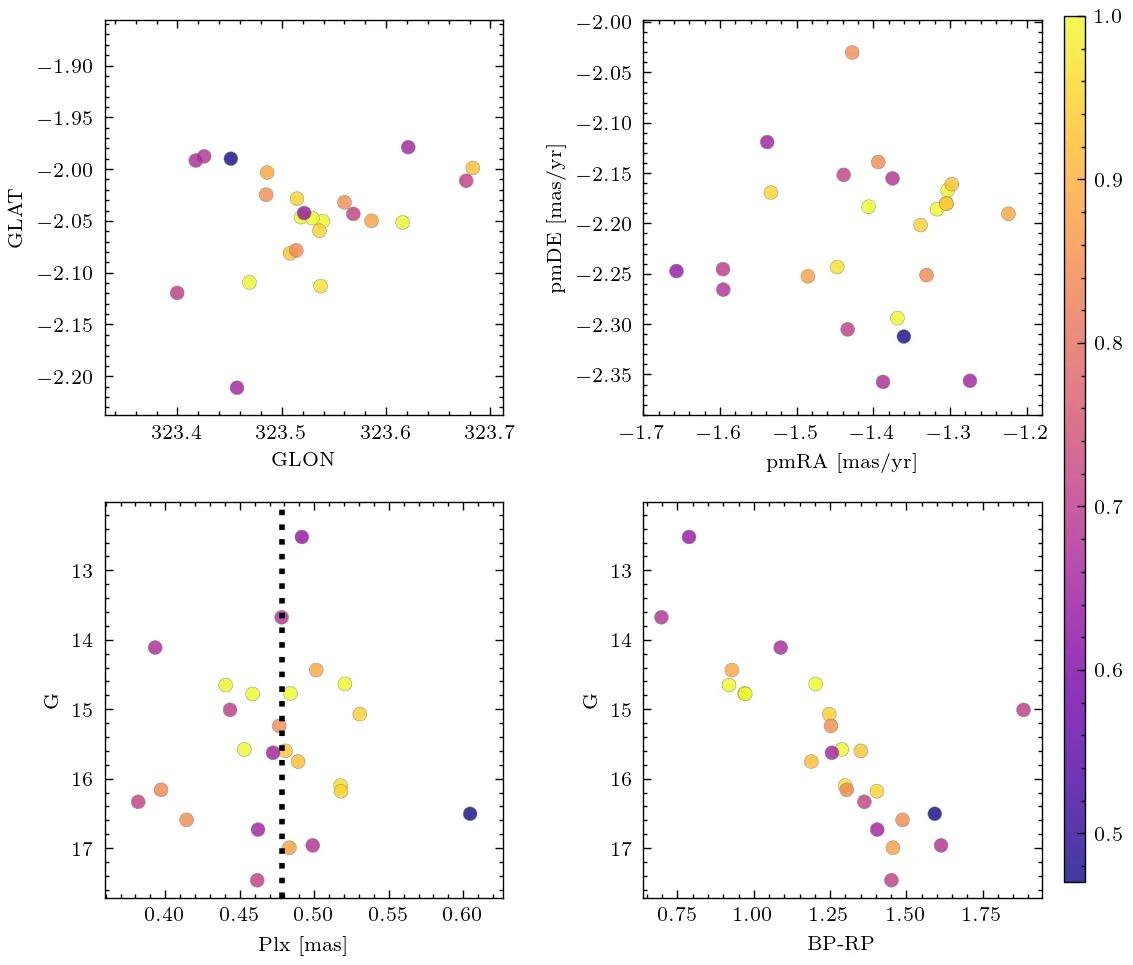 −1.90
−1.95
−2.00
−2.05
−2.10
−2.15
−2.20
GLAT
323.4 323.5 323.6 323.7
GLON
−2.00
−2.05
−2.10
−2.15
−2.20
−2.25
−2.30
−2.35
pmDE [mas/yr]
−1.7 −1.6 −1.5 −1.4 −1.3 −1.2
pmRA [mas/yr]
13
14
15
16
17
G
0.40 0.45 0.50 0.55 0.60
Plx [mas]
13
14
15
16
17
G
0.75 1.00 1.25 1.50 1.75
BP-RP
1.0
0.9
0.8
0.7
0.6
0.5